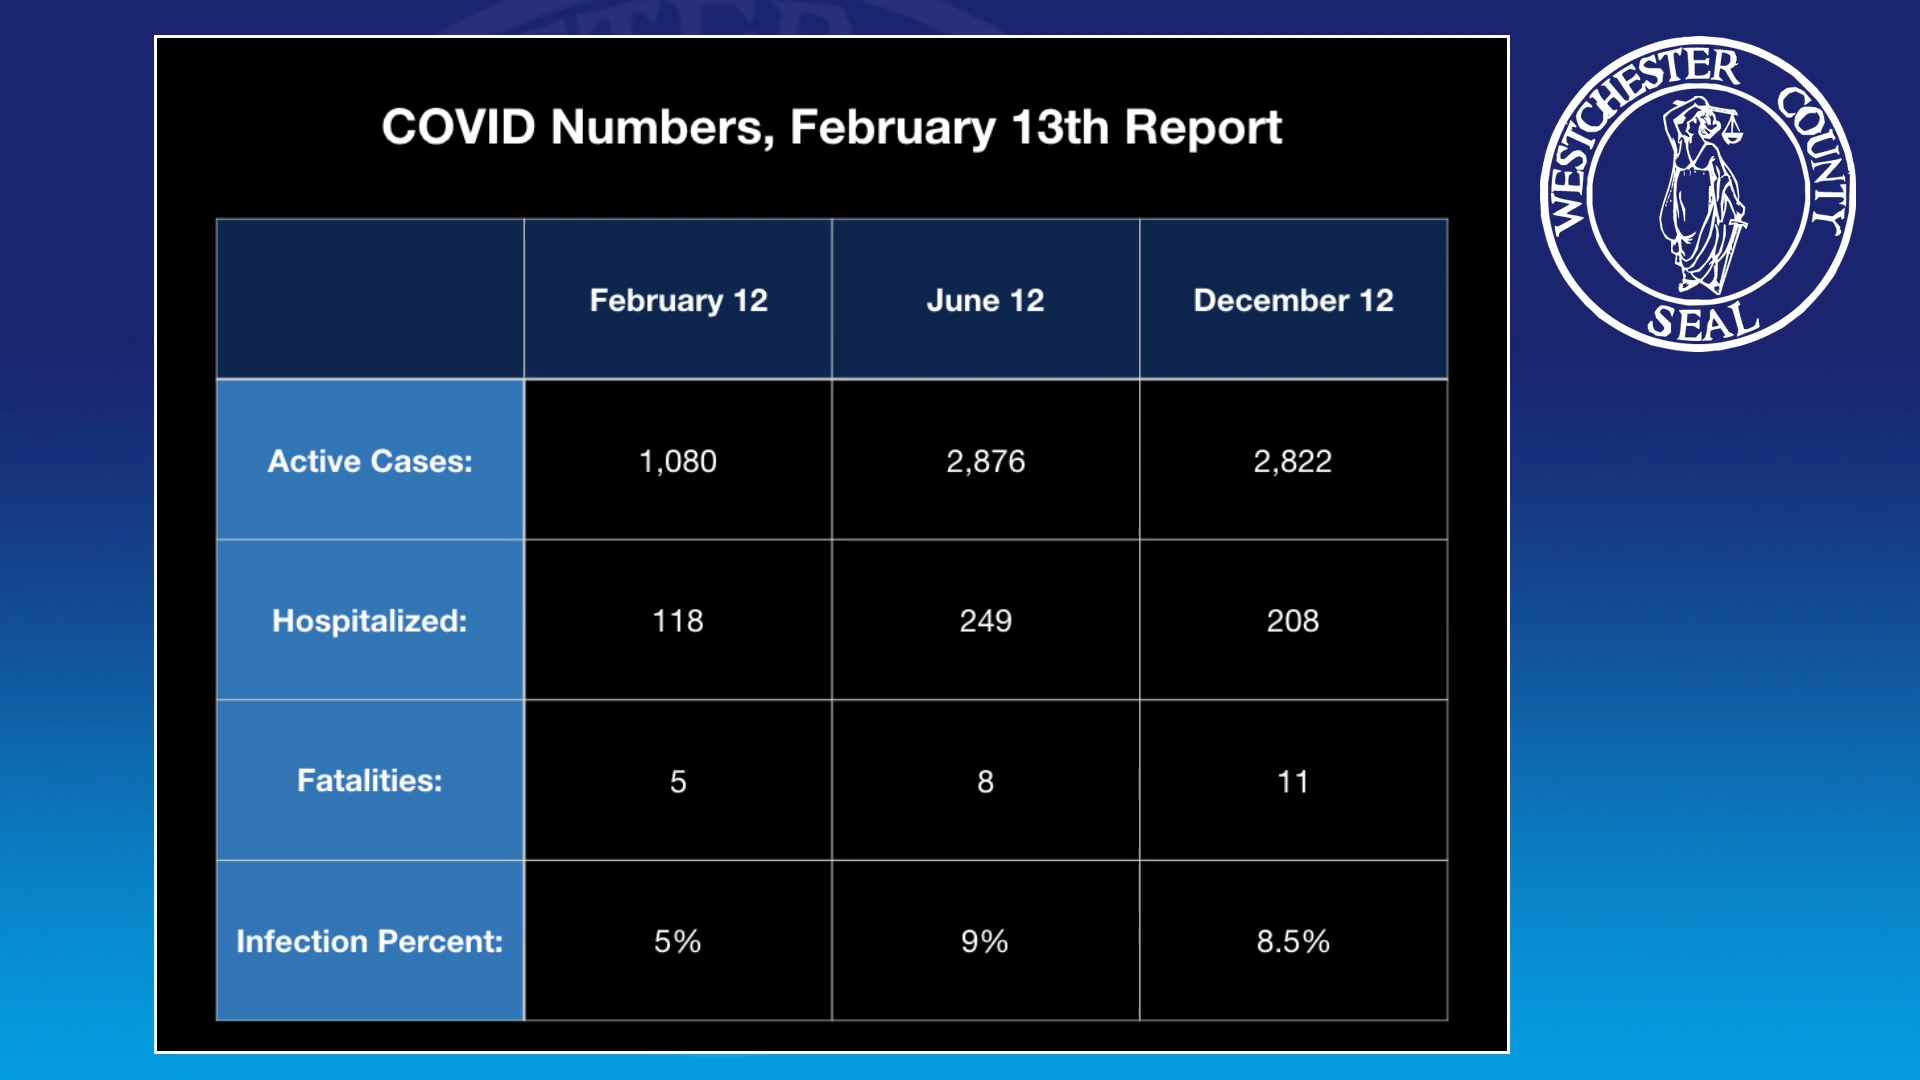 COVID Numbers, February 13th Report
February 12 June 12 December 12
Active Cases: 1,080 2,876 2,822
Hospitalized: 118 249 208
Fatalities: 5 8 11
Infection Percent: 5% 9% 8.5%
WESTCHESTER COUNTY
SEAL